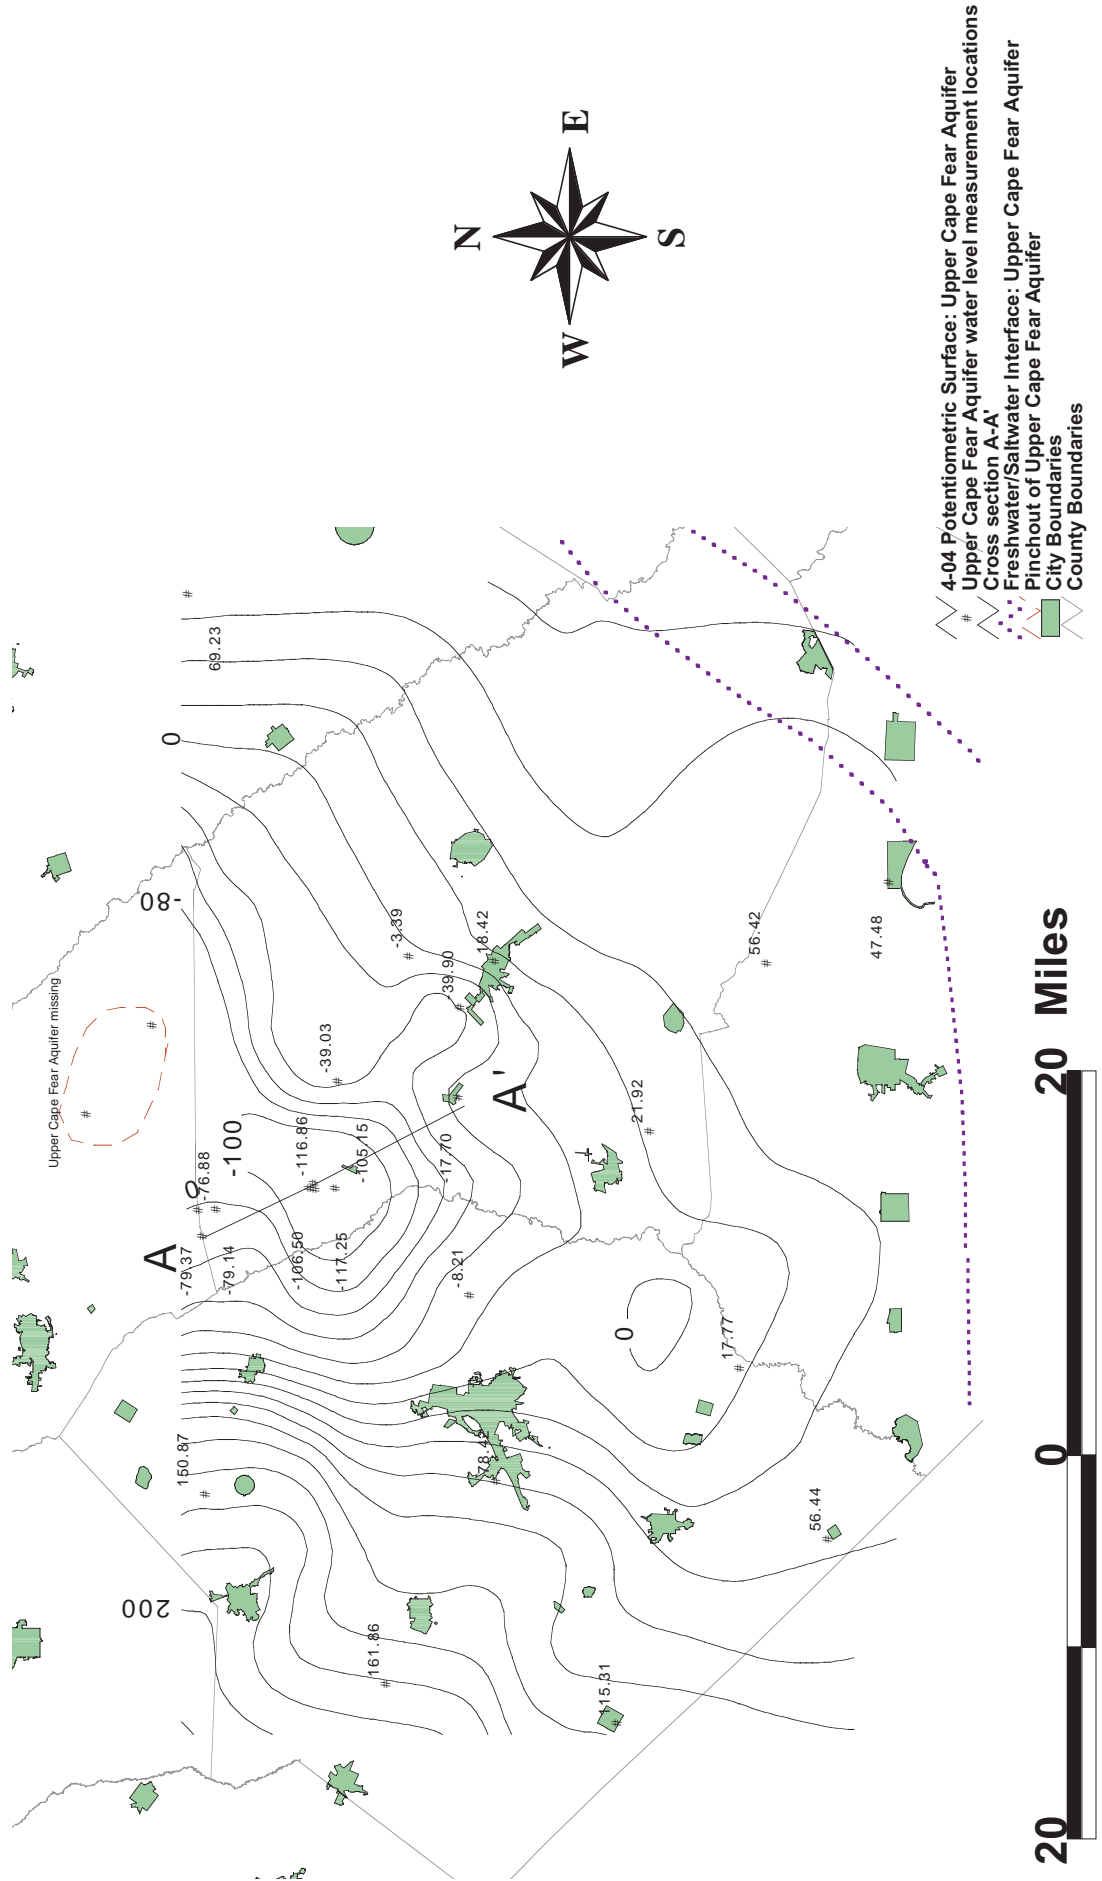 N
E
S
W
4-04 Potentiometric Surface: Upper Cape Fear Aquifer
Upper Cape Fear Aquifer water level measurement locations
Cross section A-A'
Freshwater/Saltwater Interface: Upper Cape Fear Aquifer
Pinchout of Upper Cape Fear Aquifer
City Boundaries
County Boundaries
Upper Cape Fear Aquifer missing
69.23
0
-80
-3.39
18.42
-39.90
56.42
47.48
-39.03
-100
-116.86
-105.15
-76.88
0
A'
21.92
-17.70
A
-79.37
-79.14
-106.50
-117.25
-8.21
0
17.77
150.87
78.42
56.44
200
161.86
115.31
20
0
20 Miles